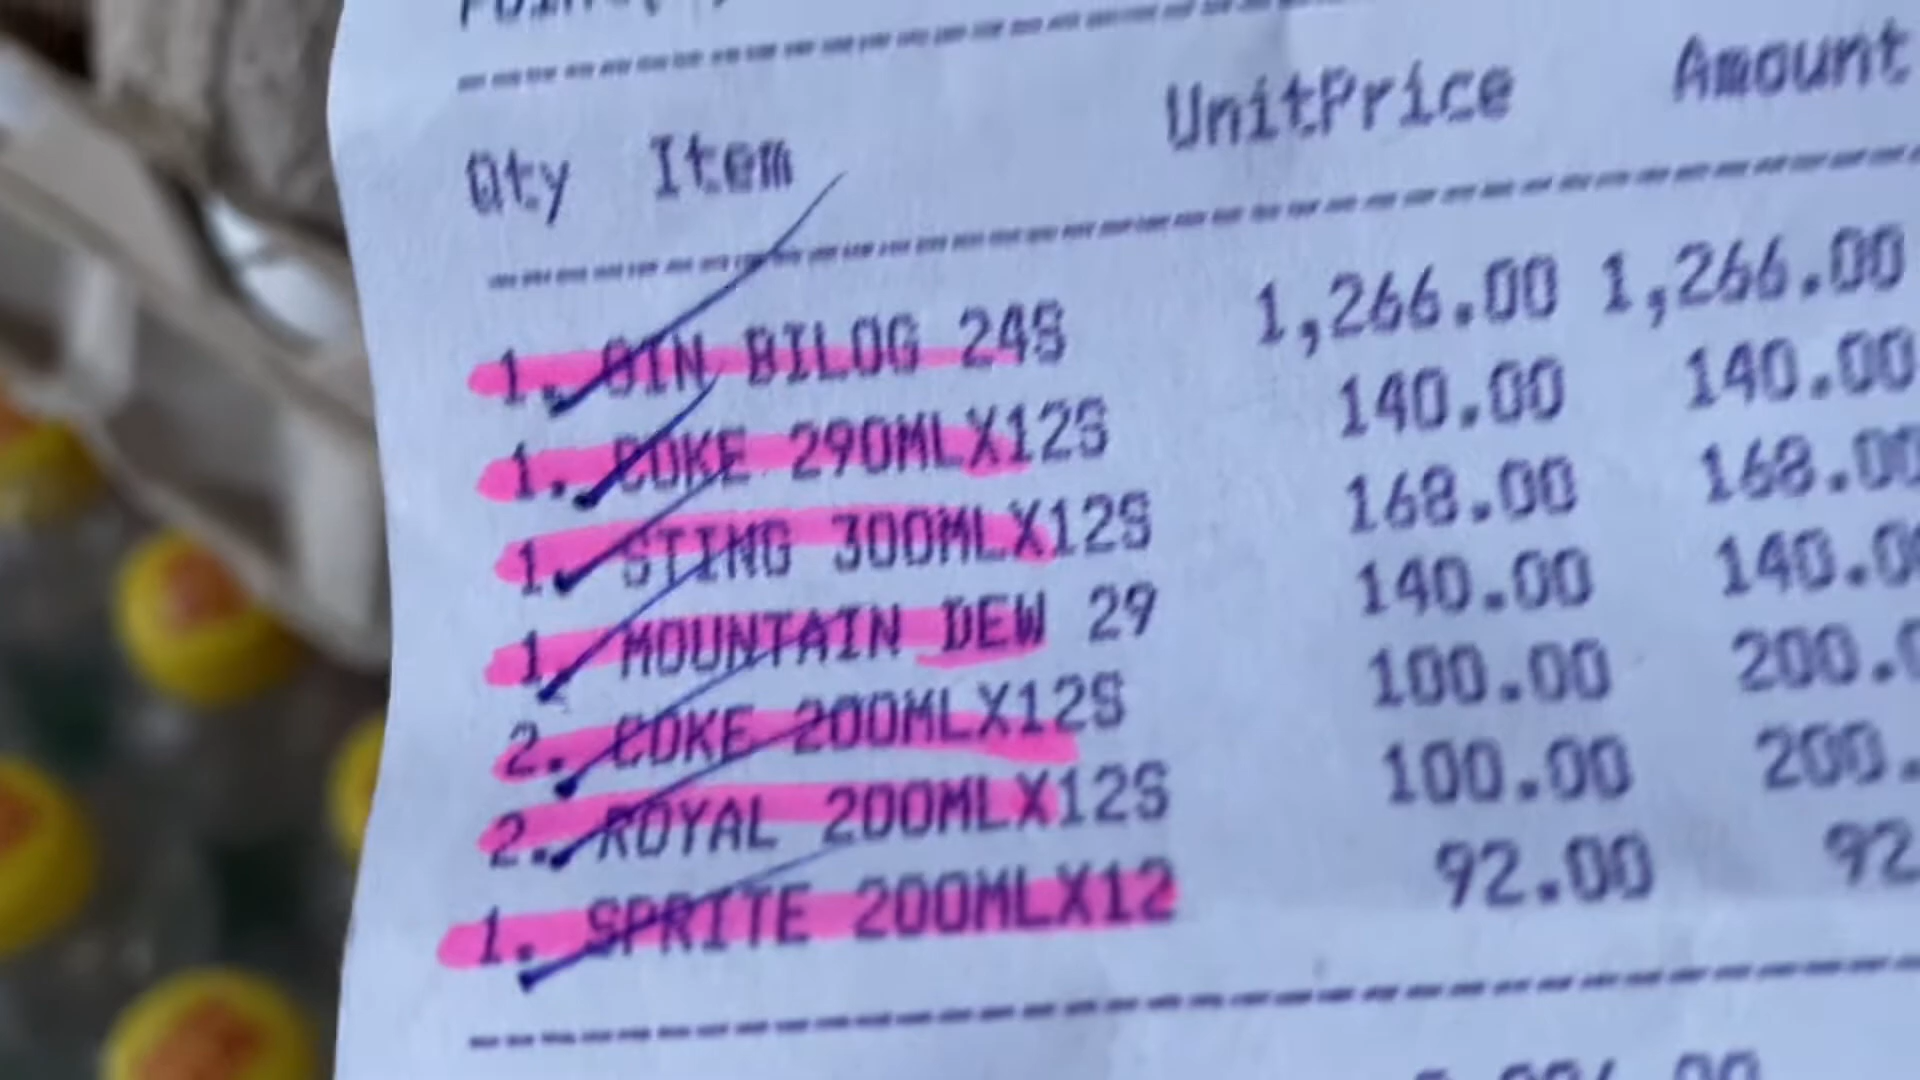 Qty Item UnitPrice Amount
1. GIN BILOG 24S 1,266.00 1,266.00
1. COKE 290MLX12S 140.00 140.00
1. STING 300MLX12S 168.00 168.00
1. MOUNTAIN DEW 29 140.00 140.00
2. COKE 200MLX12S 100.00 200.0
2. ROYAL 200MLX12S 100.00 200.
1. SPRITE 200MLX12 92.00 92